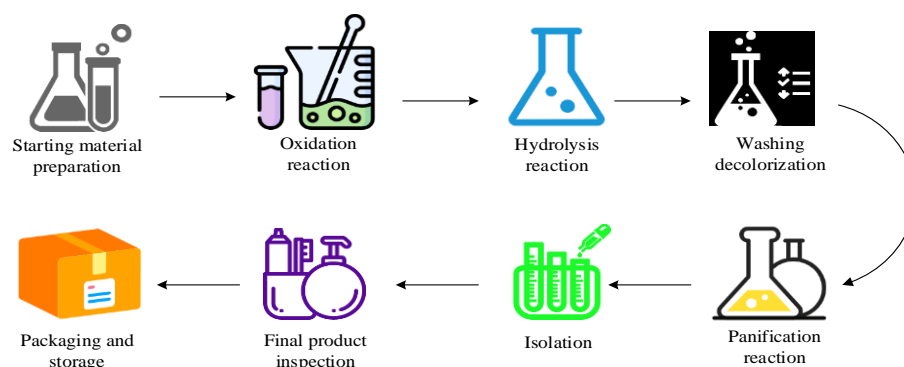 Starting material
preparation
Oxidation
reaction
Hydrolysis
reaction
Washing
decolorization
Panification
reaction
Isolation
Final product
inspection
Packaging and
storage